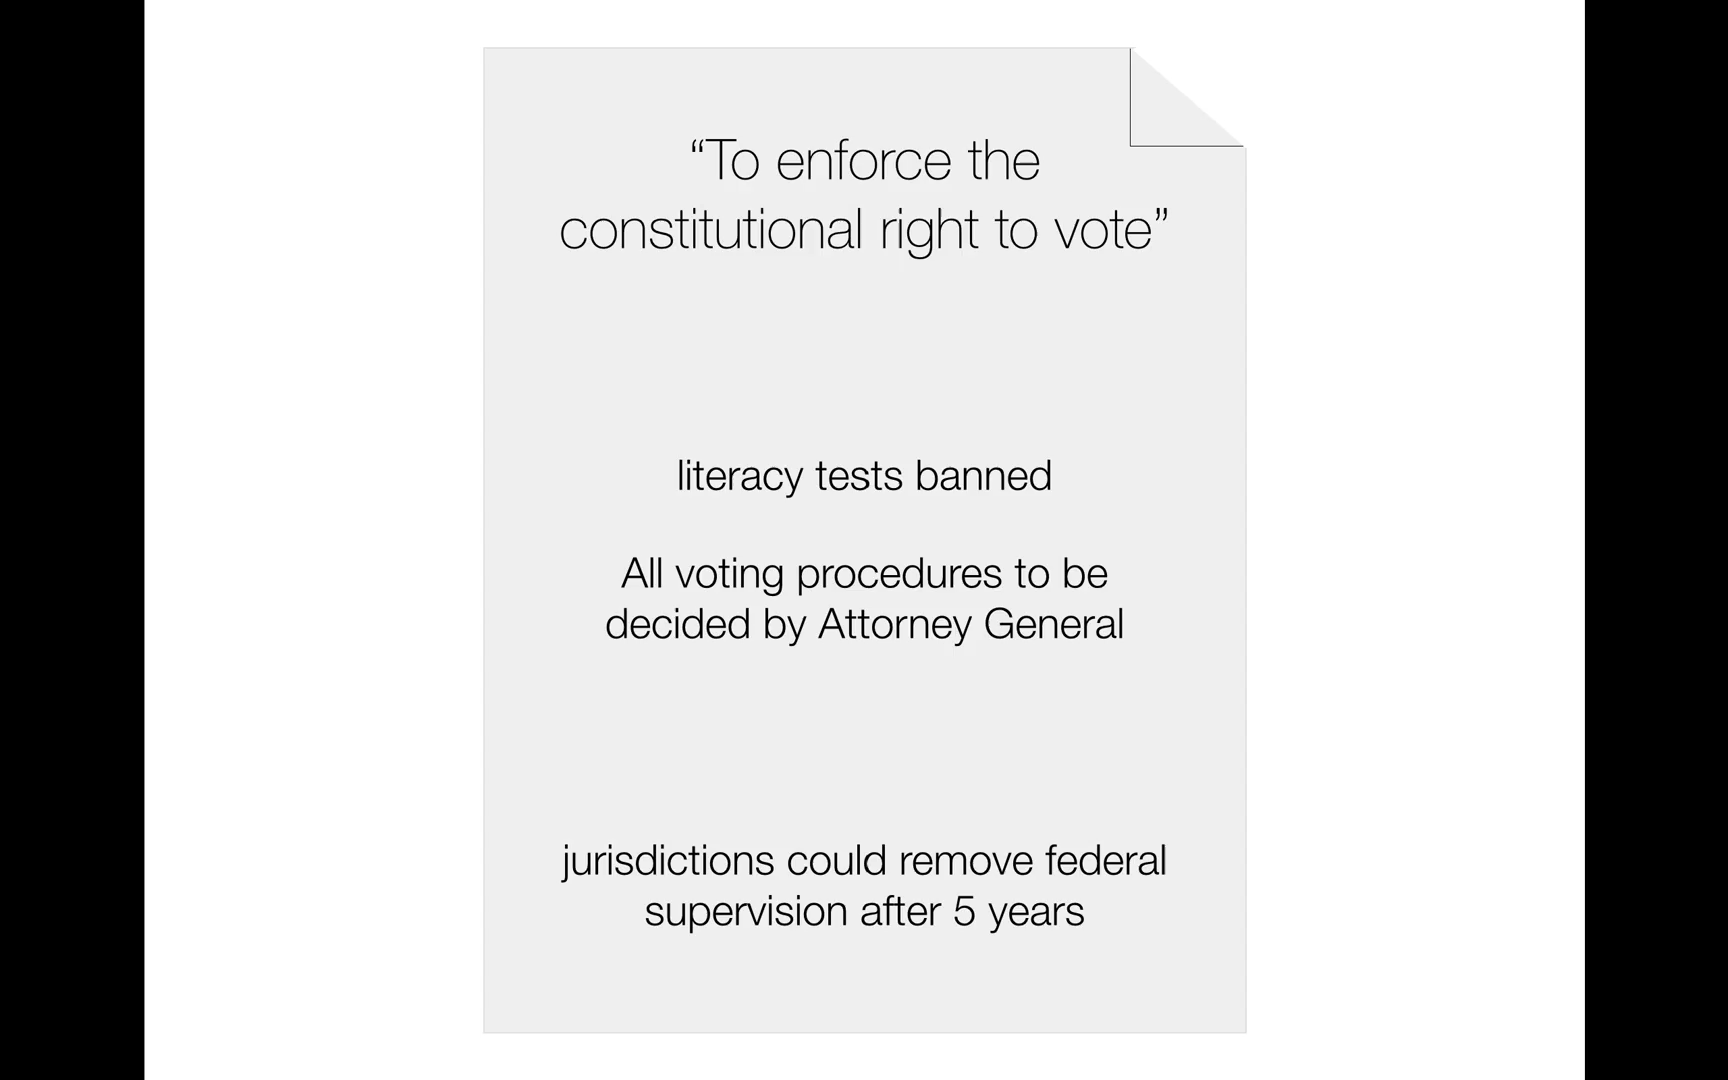 “To enforce the
constitutional right to vote”
literacy tests banned
All voting procedures to be
decided by Attorney General
jurisdictions could remove federal
supervision after 5 years